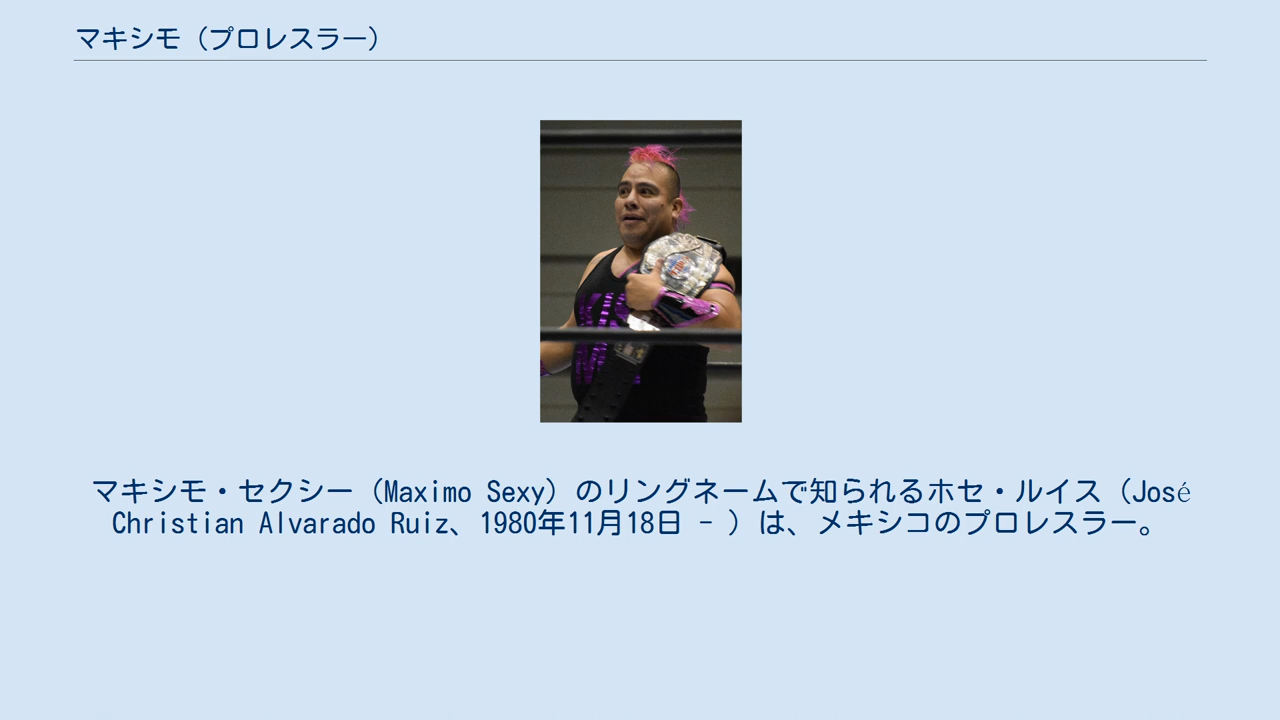 マキシモ（プロレスラー）
マキシモ・セクシー（Maximo Sexy）のリングネームで知られるホセ・ルイス（José
Christian Alvarado Ruiz、1980年11月18日 - ）は、メキシコのプロレスラー。